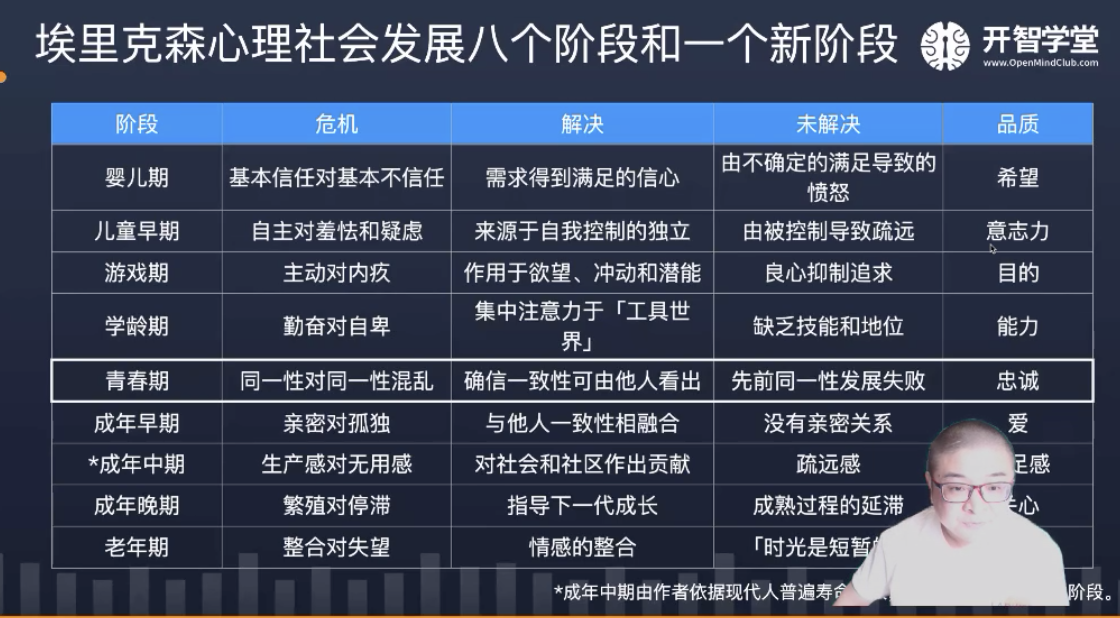 埃里克森心理社会发展八个阶段和一个新阶段
开智学堂
www.OpenMindClub.com
阶段 危机 解决 未解决 品质
婴儿期 基本信任对基本不信任 需求得到满足的信心 由不确定的满足导致的愤怒 希望
儿童早期 自主对羞怯和疑虑 来源于自我控制的独立 由被控制导致疏远 意志力
游戏期 主动对内疚 作用于欲望、冲动和潜能 良心抑制追求 目的
学龄期 勤奋对自卑 集中注意力于「工具世界」 缺乏技能和地位 能力
青春期 同一性对同一性混乱 确信一致性可由他人看出 先前同一性发展失败 忠诚
成年早期 亲密对孤独 与他人一致性相融合 没有亲密关系 爱
*成年中期 生产感对无用感 对社会和社区作出贡献 疏远感 足感
成年晚期 繁殖对停滞 指导下一代成长 成熟过程的延滞 心
老年期 整合对失望 情感的整合 「时光是短暂
*成年中期由作者依据现代人普遍寿 阶段。